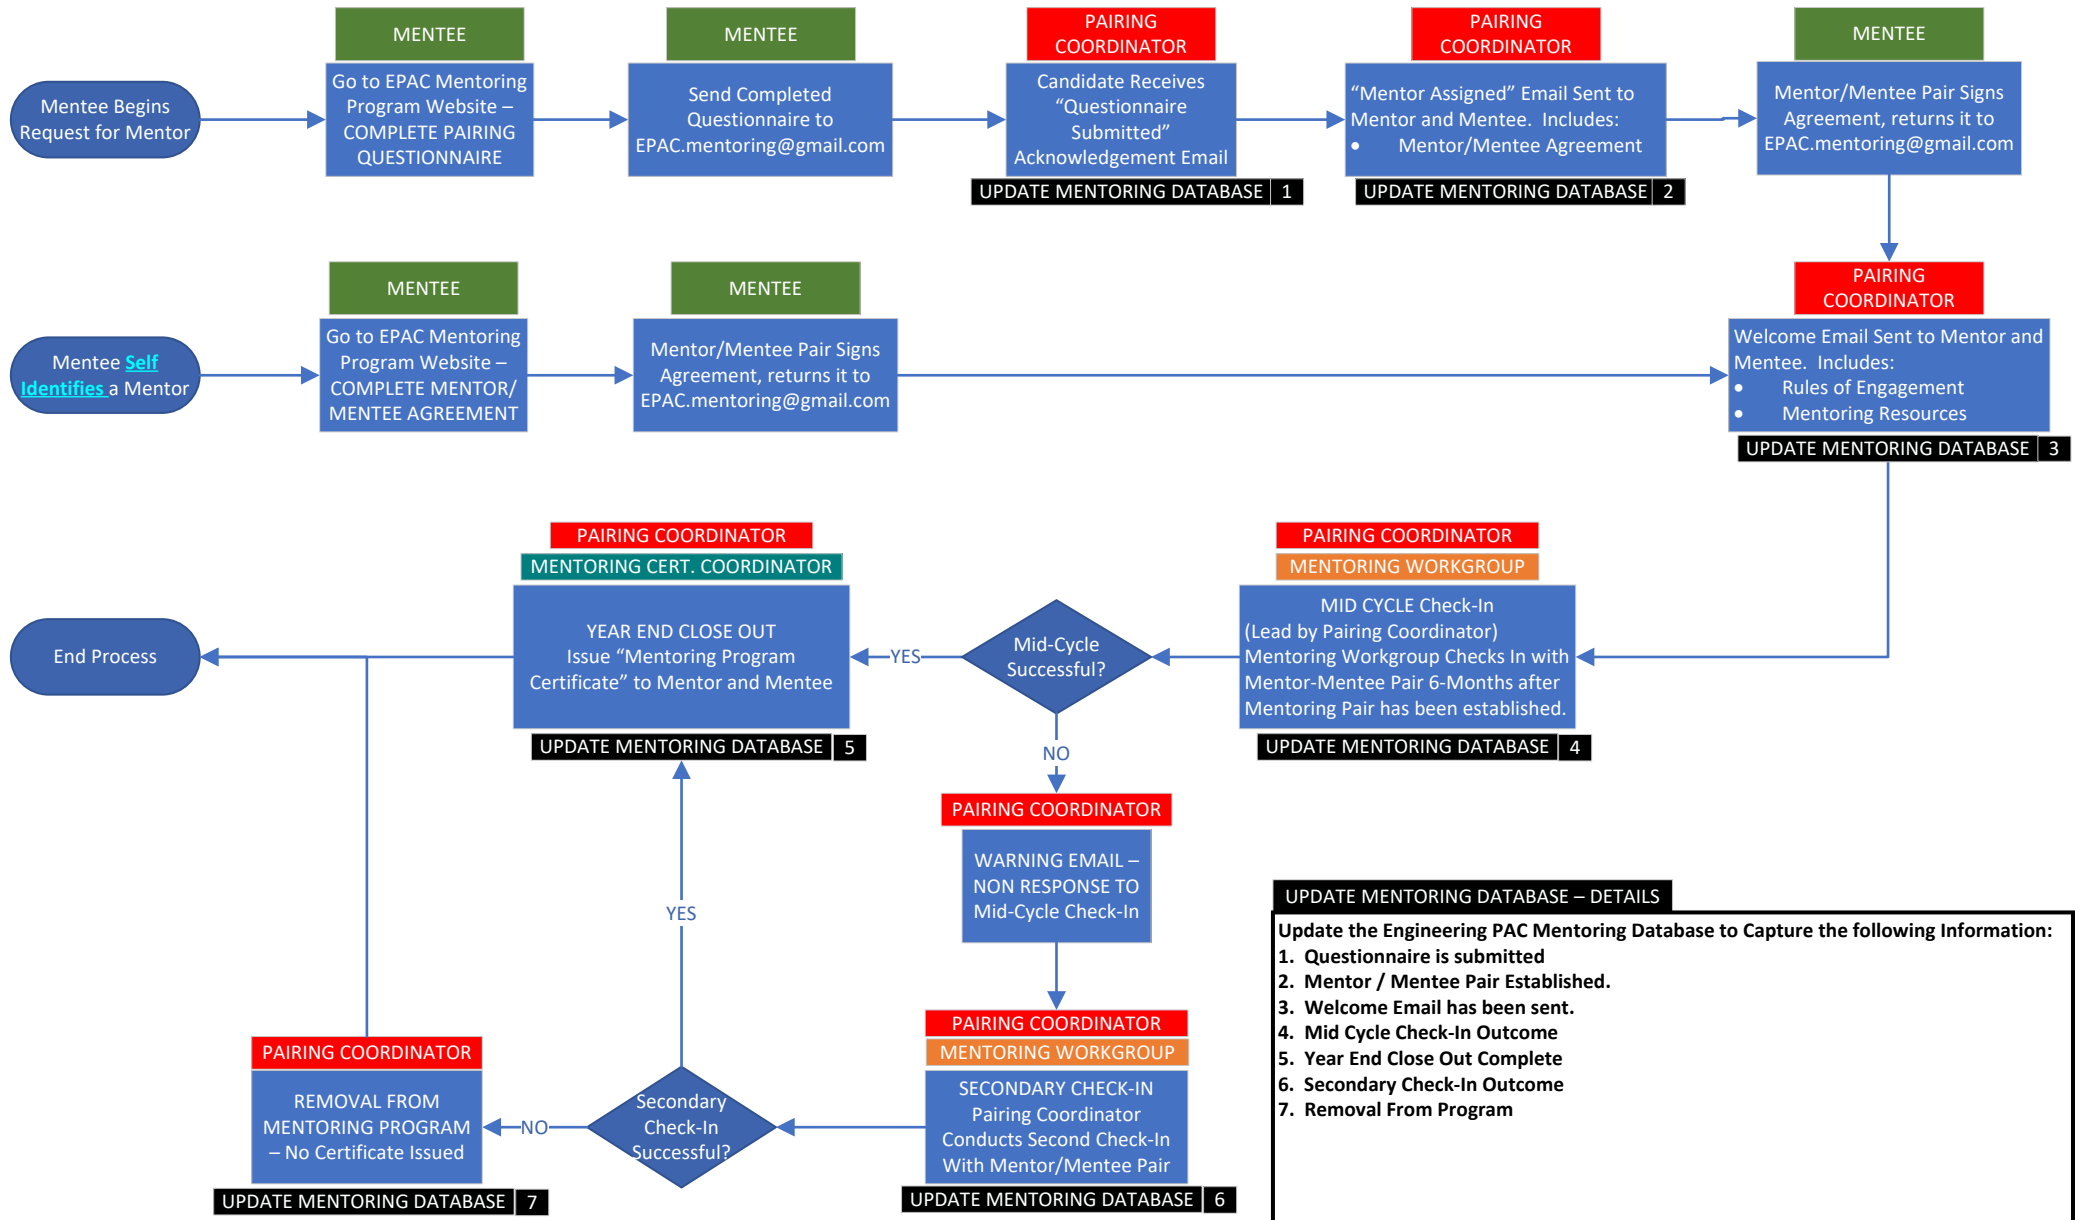 MENTEE
MENTEE
PAIRING
COORDINATOR
PAIRING
COORDINATOR
MENTEE
Mentee Begins
Request for Mentor
Go to EPAC Mentoring
Program Website –
COMPLETE PAIRING
QUESTIONNAIRE
Send Completed
Questionnaire to
EPAC.mentoring@gmail.com
Candidate Receives
“Questionnaire
Submitted”
Acknowledgement Email
“Mentor Assigned” Email Sent to
Mentor and Mentee. Includes:
• Mentor/Mentee Agreement
Mentor/Mentee Pair Signs
Agreement, returns it to
EPAC.mentoring@gmail.com
UPDATE MENTORING DATABASE 1
UPDATE MENTORING DATABASE 2
MENTEE
MENTEE
PAIRING
COORDINATOR
Mentee Self
Identifies a Mentor
Go to EPAC Mentoring
Program Website –
COMPLETE MENTOR/
MENTEE AGREEMENT
Mentor/Mentee Pair Signs
Agreement, returns it to
EPAC.mentoring@gmail.com
Welcome Email Sent to Mentor and
Mentee. Includes:
• Rules of Engagement
• Mentoring Resources
UPDATE MENTORING DATABASE 3
PAIRING COORDINATOR
MENTORING WORKGROUP
MID CYCLE Check-In
(Lead by Pairing Coordinator)
Mentoring Workgroup Checks In with
Mentor-Mentee Pair 6-Months after
Mentoring Pair has been established.
UPDATE MENTORING DATABASE 4
Mid-Cycle
Successful?
YES
NO
PAIRING COORDINATOR
MENTORING CERT. COORDINATOR
YEAR END CLOSE OUT
Issue “Mentoring Program
Certificate” to Mentor and Mentee
UPDATE MENTORING DATABASE 5
End Process
PAIRING COORDINATOR
WARNING EMAIL –
NON RESPONSE TO
Mid-Cycle Check-In
PAIRING COORDINATOR
MENTORING WORKGROUP
SECONDARY CHECK-IN
Pairing Coordinator
Conducts Second Check-In
With Mentor/Mentee Pair
UPDATE MENTORING DATABASE 6
Secondary
Check-In
Successful?
YES
NO
PAIRING COORDINATOR
REMOVAL FROM
MENTORING PROGRAM
– No Certificate Issued
UPDATE MENTORING DATABASE 7
UPDATE MENTORING DATABASE – DETAILS
Update the Engineering PAC Mentoring Database to Capture the following Information:
1. Questionnaire is submitted
2. Mentor / Mentee Pair Established.
3. Welcome Email has been sent.
4. Mid Cycle Check-In Outcome
5. Year End Close Out Complete
6. Secondary Check-In Outcome
7. Removal From Program